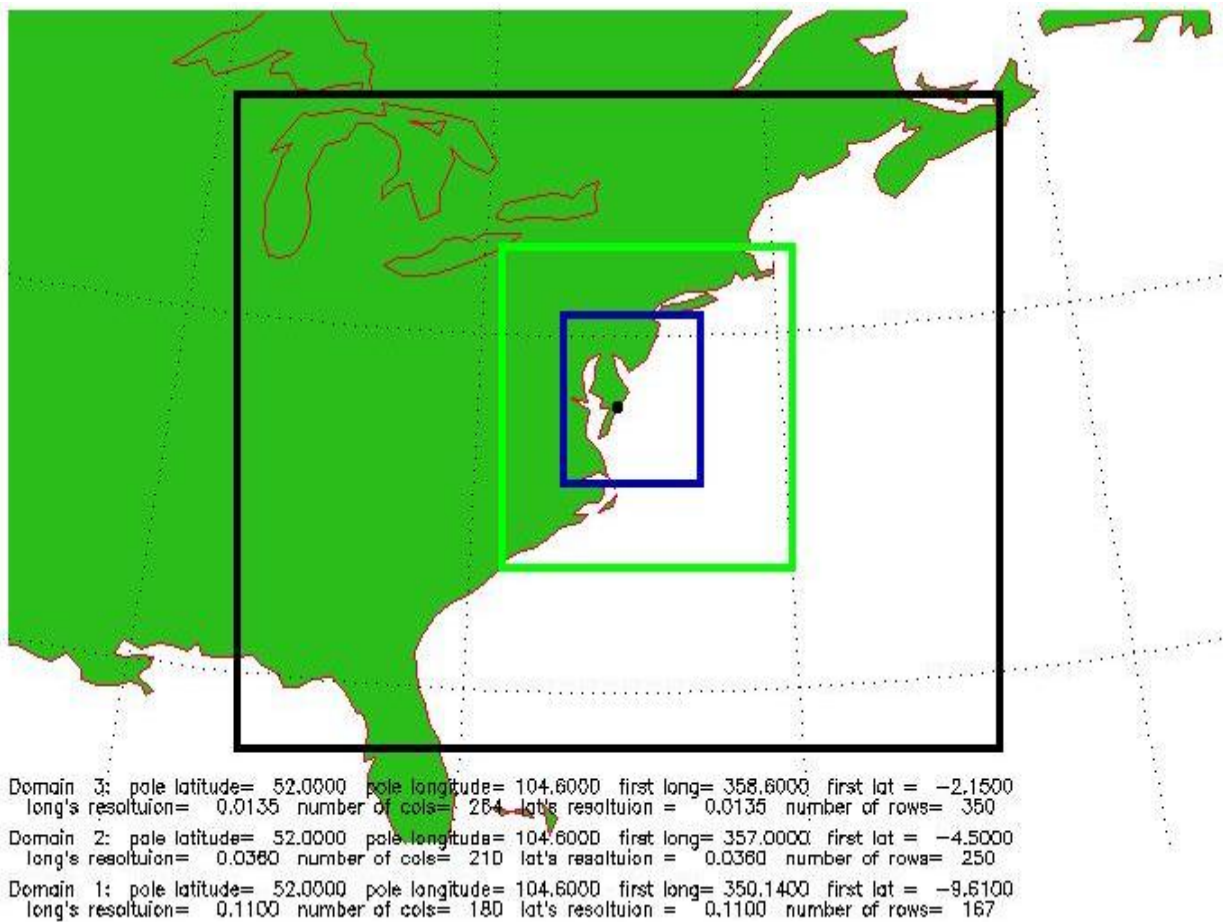 Domain 3: pole latitude= 52.0000 pole longitude= 104.6000 first long= 358.6000 first lat = -2.1500
long's resoltuion= 0.0135 number of cols= 264 lat's resoltuion = 0.0135 number of rows= 350
Domain 2: pole latitude= 52.0000 pole longitude= 104.6000 first long= 357.0000 first lat = -4.5000
long's resoltuion= 0.0360 number of cols= 210 lat's resoltuion = 0.0360 number of rows= 250
Domain 1: pole latitude= 52.0000 pole longitude= 104.6000 first long= 350.1400 first lat = -9.6100
long's resoltuion= 0.1100 number of cols= 180 lat's resoltuion = 0.1100 number of rows= 167